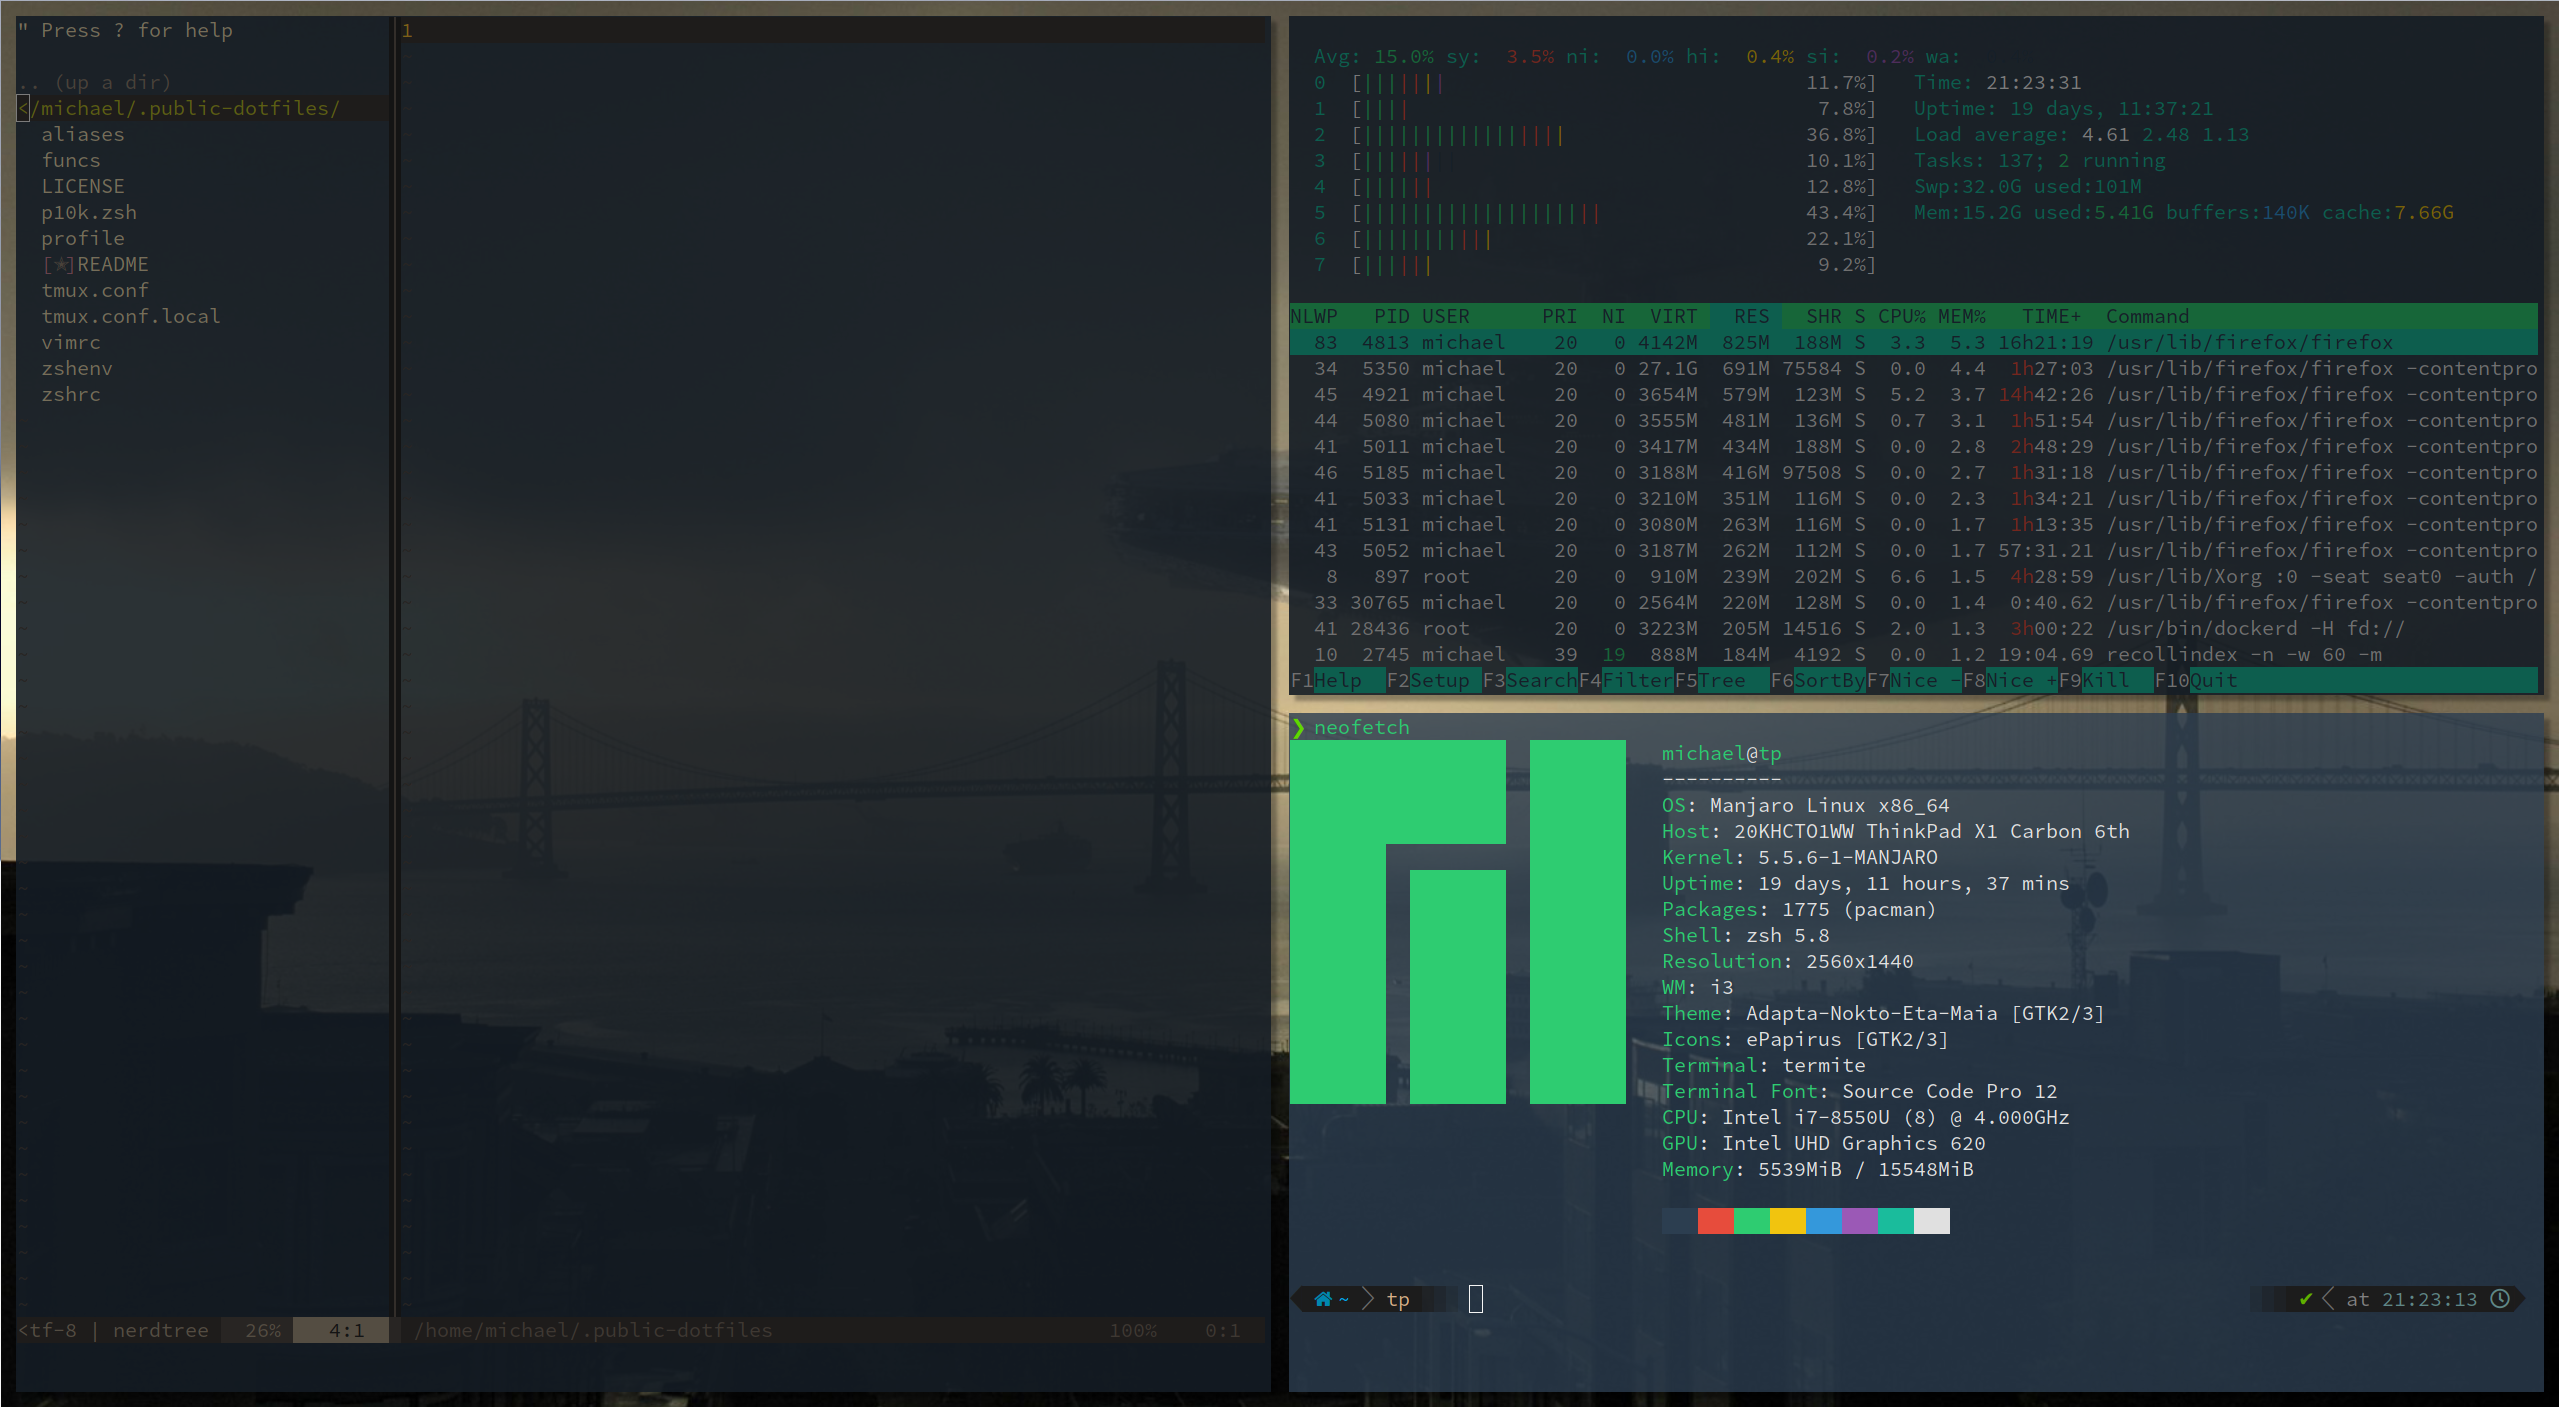 " Press ? for help
.. (up a dir)
</michael/.public-dotfiles/
aliases
funcs
LICENSE
p10k.zsh
profile
[★]README
tmux.conf
tmux.conf.local
vimrc
zshenv
zshrc
<tf-8 | nerdtree 26% 4:1
1
/home/michael/.public-dotfiles 100% 0:1
Avg: 15.0% sy: 3.5% ni: 0.0% hi: 0.4% si: 0.2% wa:
0 [||||||| 11.7%] Time: 21:23:31
1 [|||| 7.8%] Uptime: 19 days, 11:37:21
2 [||||||||||||||||| 36.8%] Load average: 4.61 2.48 1.13
3 [|||||| 10.1%] Tasks: 137; 2 running
4 [|||||| 12.8%] Swp:32.0G used:101M
5 [|||||||||||||||||||| 43.4%] Mem:15.2G used:5.41G buffers:140K cache:7.66G
6 [||||||||||| 22.1%]
7 [|||||| 9.2%]
NLWP PID USER PRI NI VIRT RES SHR S CPU% MEM% TIME+ Command
83 4813 michael 20 0 4142M 825M 188M S 3.3 5.3 16h21:19 /usr/lib/firefox/firefox
34 5350 michael 20 0 27.1G 691M 75584 S 0.0 4.4 1h27:03 /usr/lib/firefox/firefox -contentpro
45 4921 michael 20 0 3654M 579M 123M S 5.2 3.7 14h42:26 /usr/lib/firefox/firefox -contentpro
44 5080 michael 20 0 3555M 481M 136M S 0.7 3.1 1h51:54 /usr/lib/firefox/firefox -contentpro
41 5011 michael 20 0 3417M 434M 188M S 0.0 2.8 2h48:29 /usr/lib/firefox/firefox -contentpro
46 5185 michael 20 0 3188M 416M 97508 S 0.0 2.7 1h31:18 /usr/lib/firefox/firefox -contentpro
41 5033 michael 20 0 3210M 351M 116M S 0.0 2.3 1h34:21 /usr/lib/firefox/firefox -contentpro
41 5131 michael 20 0 3080M 263M 116M S 0.0 1.7 1h13:35 /usr/lib/firefox/firefox -contentpro
43 5052 michael 20 0 3187M 262M 112M S 0.0 1.7 57:31.21 /usr/lib/firefox/firefox -contentpro
8 897 root 20 0 910M 239M 202M S 6.6 1.5 4h28:59 /usr/lib/Xorg :0 -seat seat0 -auth /
33 30765 michael 20 0 2564M 220M 128M S 0.0 1.4 0:40.62 /usr/lib/firefox/firefox -contentpro
41 28436 root 20 0 3223M 205M 14516 S 2.0 1.3 3h00:22 /usr/bin/dockerd -H fd://
10 2745 michael 39 19 888M 184M 4192 S 0.0 1.2 19:04.69 recollindex -n -w 60 -m
F1Help F2Setup F3SearchF4FilterF5Tree F6SortByF7Nice -F8Nice +F9Kill F10Quit
❯ neofetch
michael@tp
----------
OS: Manjaro Linux x86_64
Host: 20KHCTO1WW ThinkPad X1 Carbon 6th
Kernel: 5.5.6-1-MANJARO
Uptime: 19 days, 11 hours, 37 mins
Packages: 1775 (pacman)
Shell: zsh 5.8
Resolution: 2560x1440
WM: i3
Theme: Adapta-Nokto-Eta-Maia [GTK2/3]
Icons: ePapirus [GTK2/3]
Terminal: termite
Terminal Font: Source Code Pro 12
CPU: Intel i7-8550U (8) @ 4.000GHz
GPU: Intel UHD Graphics 620
Memory: 5539MiB / 15548MiB
~ tp ✔ at 21:23:13